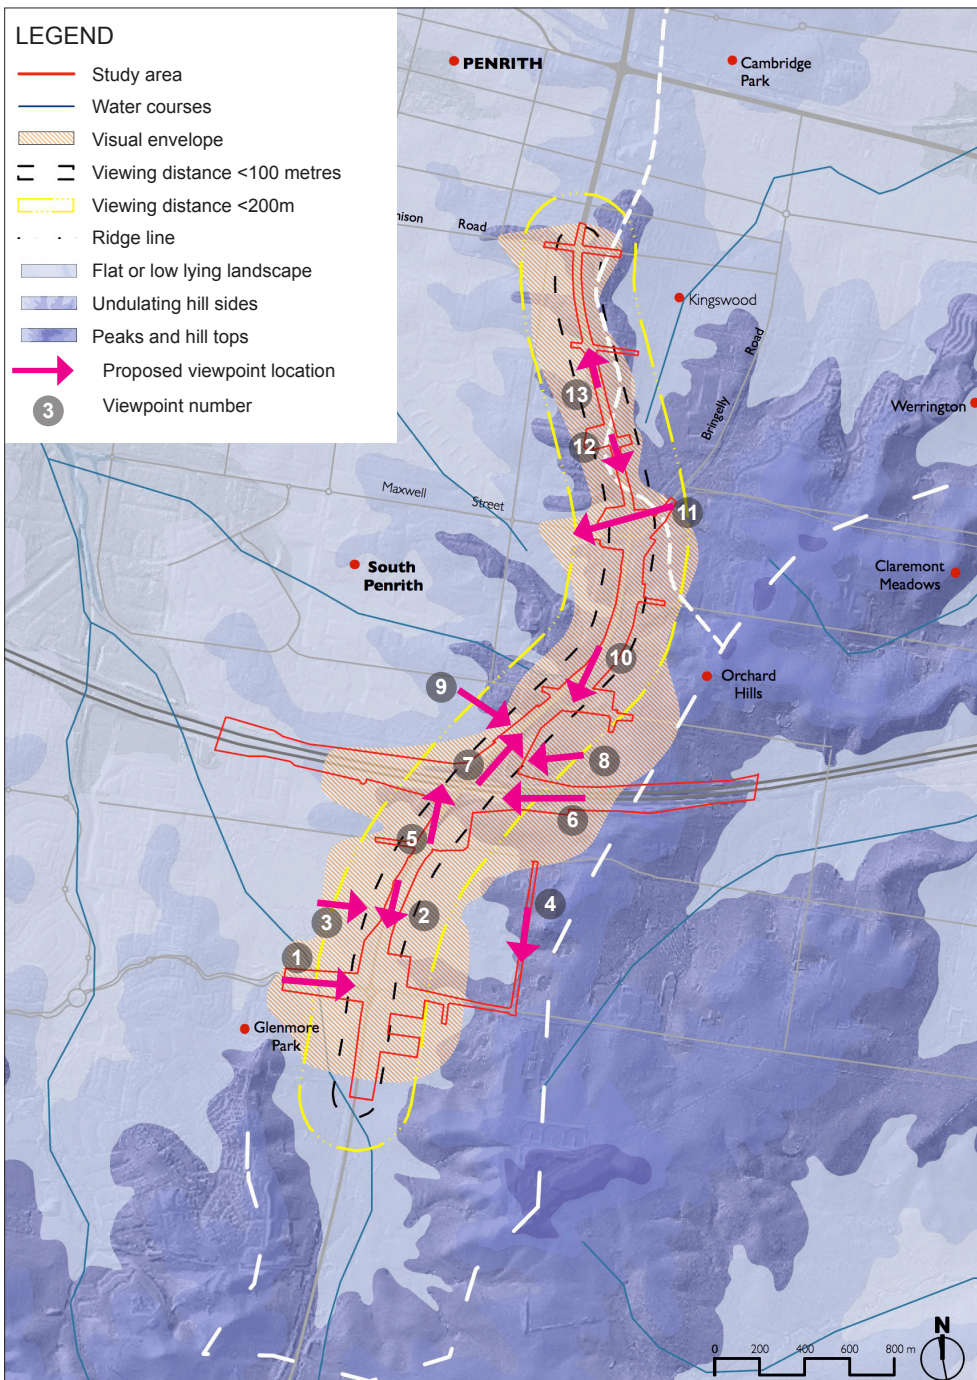 LEGEND
Study area
Water courses
Visual envelope
Viewing distance <100 metres
Viewing distance <200m
Ridge line
Flat or low lying landscape
Undulating hill sides
Peaks and hill tops
Proposed viewpoint location
3 Viewpoint number
PENRITH
Cambridge
Park
nison Road
Kingswood
Bringelly Road
Werrington
13
12
Maxwell Street
11
South
Penrith
Claremont
Meadows
10
Orchard
Hills
9
7
8
6
5
4
3
2
1
Glenmore
Park
N
0 200 400 600 800 m